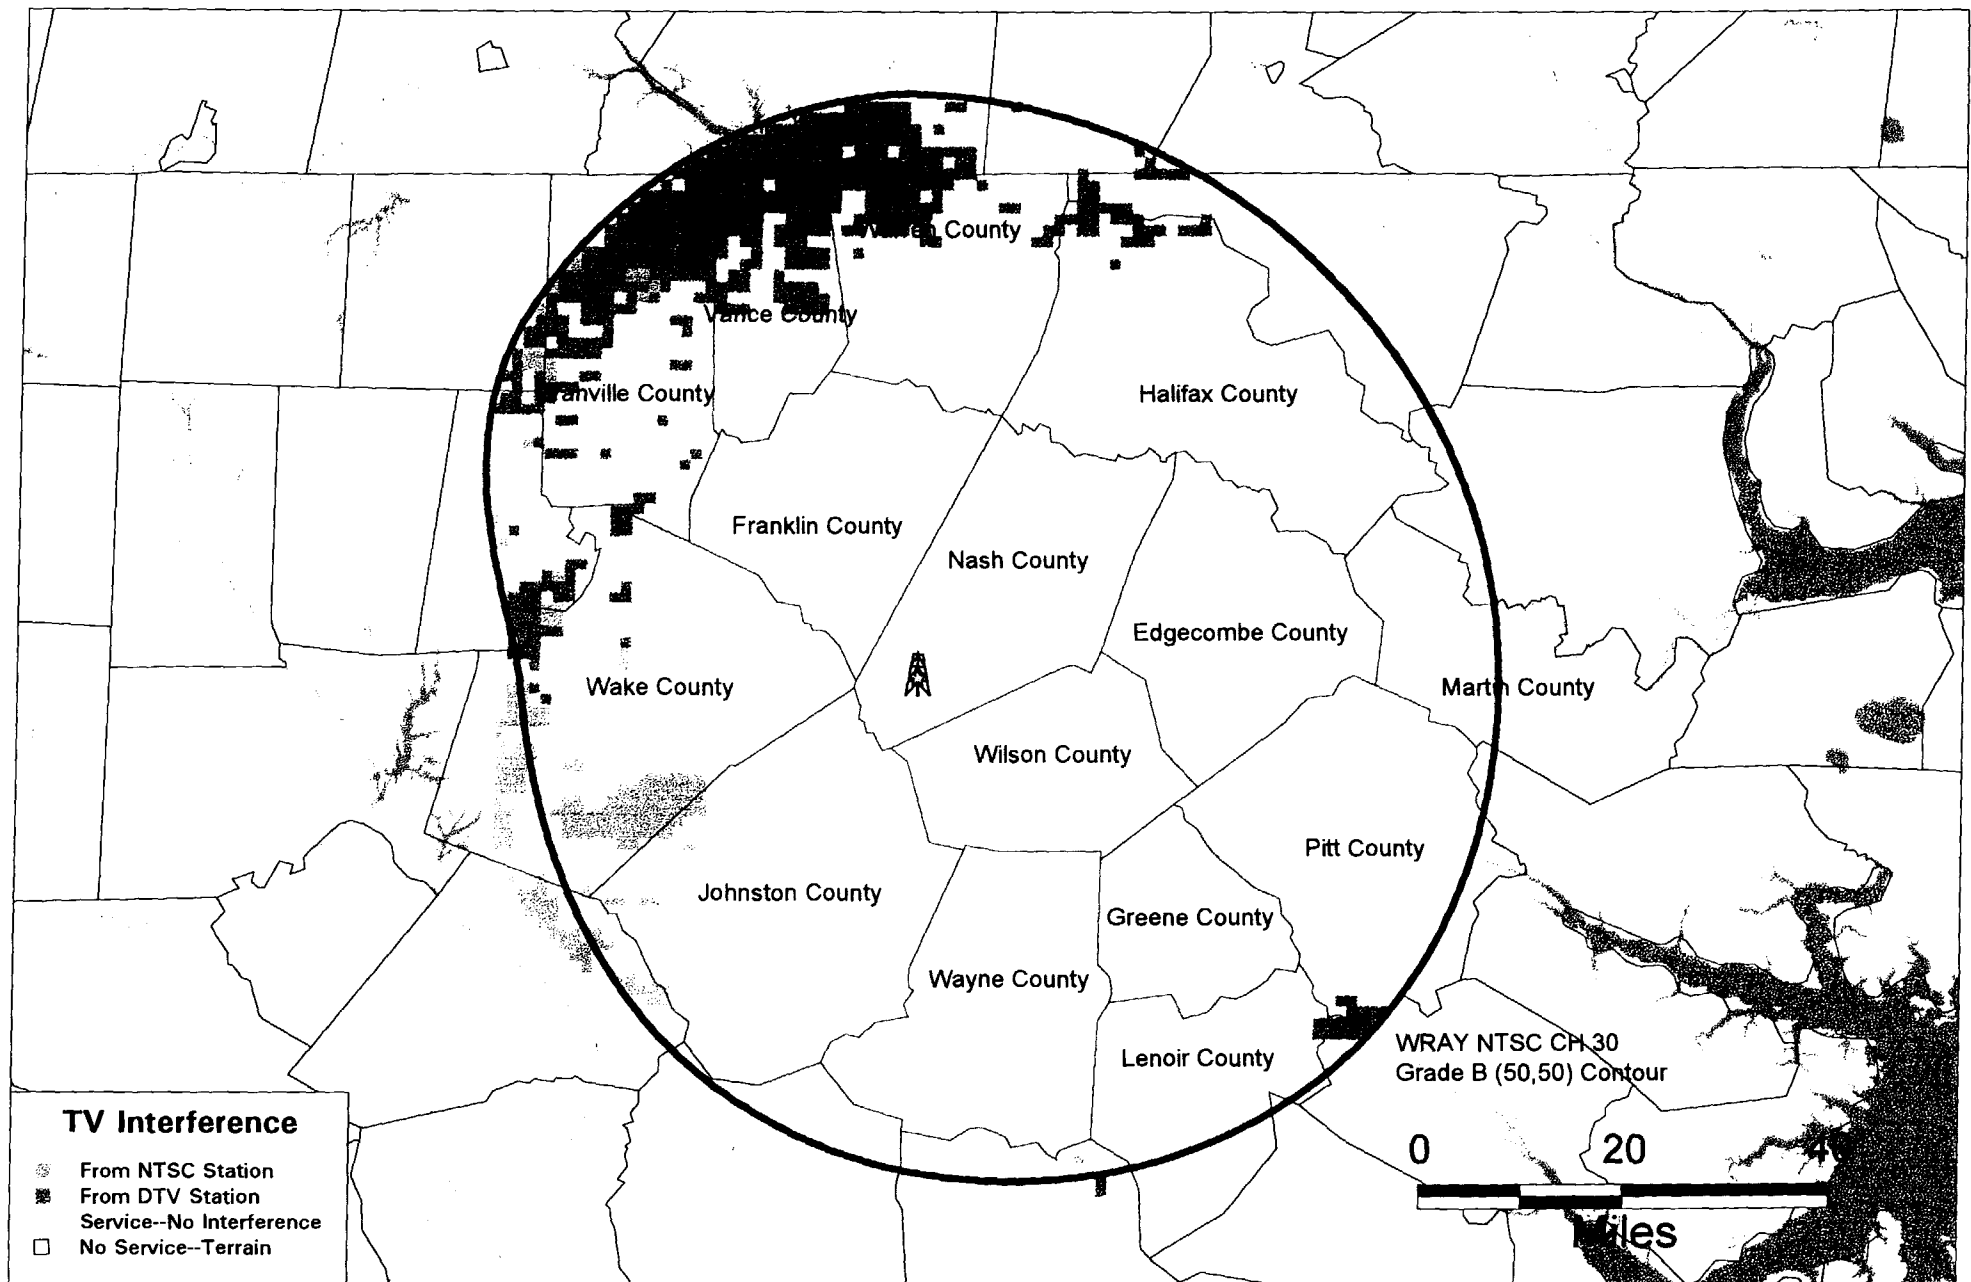 County
Vance County
County
Halifax County
Franklin County
Nash County
Edgecombe County
Wake County
Martin County
Wilson County
Pitt County
Johnston County
Greene County
Wayne County
Lenoir County
WRAY NTSC CH 30
Grade B (50,50) Contour
0 20 40
Miles
TV Interference
From NTSC Station
From DTV Station
Service--No Interference
No Service--Terrain